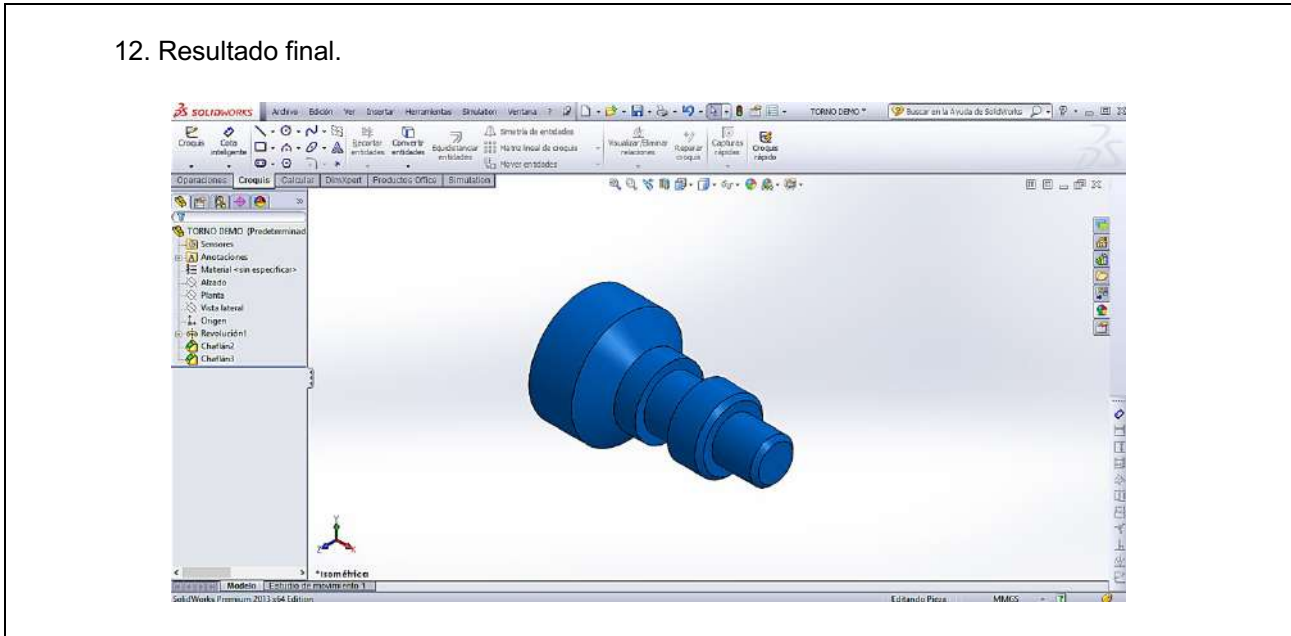 12. Resultado final.
SOLIDWORKS Archivo Edición Ver Insertar Herramientas Simulation Ventana ? TORNO DEMO * Buscar en la Ayuda de SolidWorks
Croquis Cota inteligente Recortar entidades Convertir entidades Equidistanciar entidades Simetría de entidades
Matriz lineal de croquis
Mover entidades
Visualizar/Eliminar relaciones Reparar croquis Capturas rápidas Croquis rápido
Operaciones Croquis Calcular DimXpert Productos Office Simulation
TORNO DEMO (Predeterminad
Sensores
Anotaciones
Material <sin especificar>
Alzado
Planta
Vista lateral
Origen
Revolución1
Chaflán2
Chaflán3
Y
Z X
*Isométrica
Modelo Estudio de movimiento 1
SolidWorks Premium 2013 x64 Edition Editando Pieza MMGS